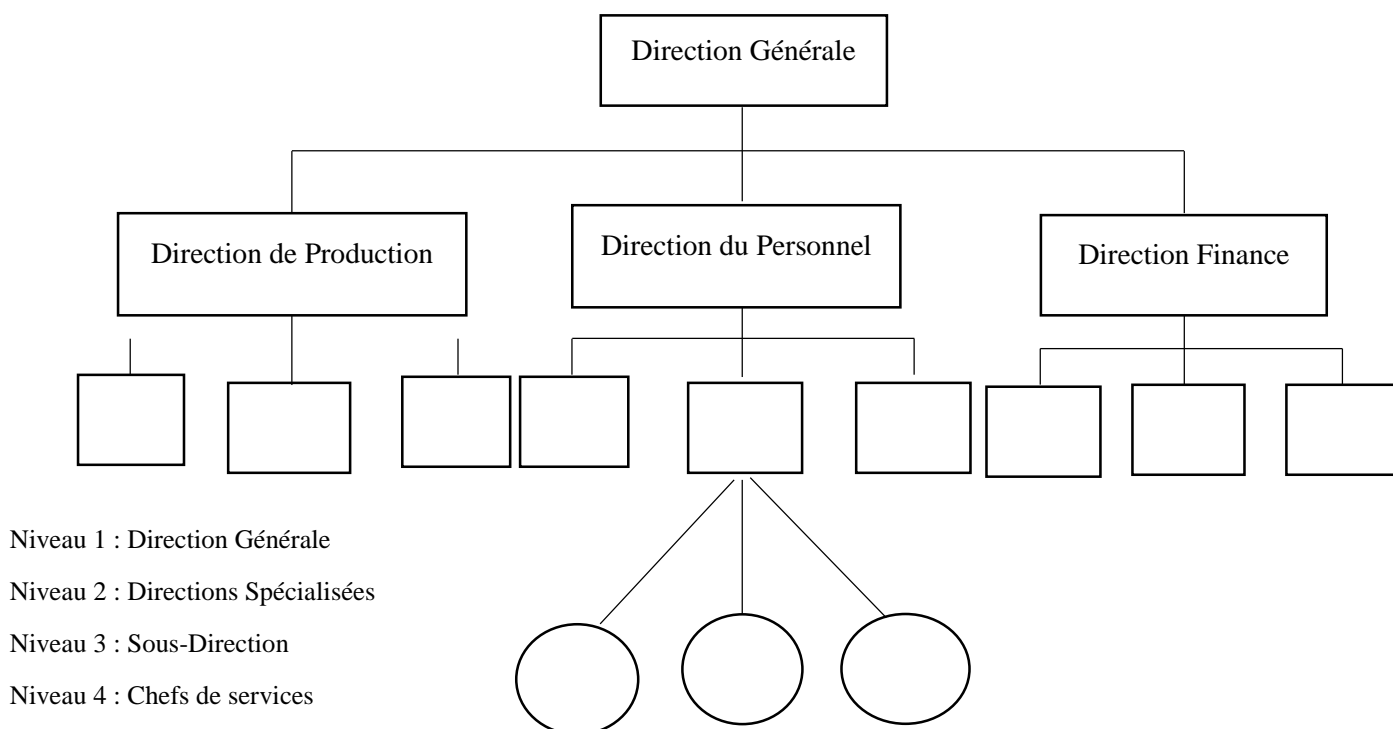 Direction Générale
Direction de Production
Direction du Personnel
Direction Finance
Niveau 1 : Direction Générale
Niveau 2 : Directions Spécialisées
Niveau 3 : Sous-Direction
Niveau 4 : Chefs de services